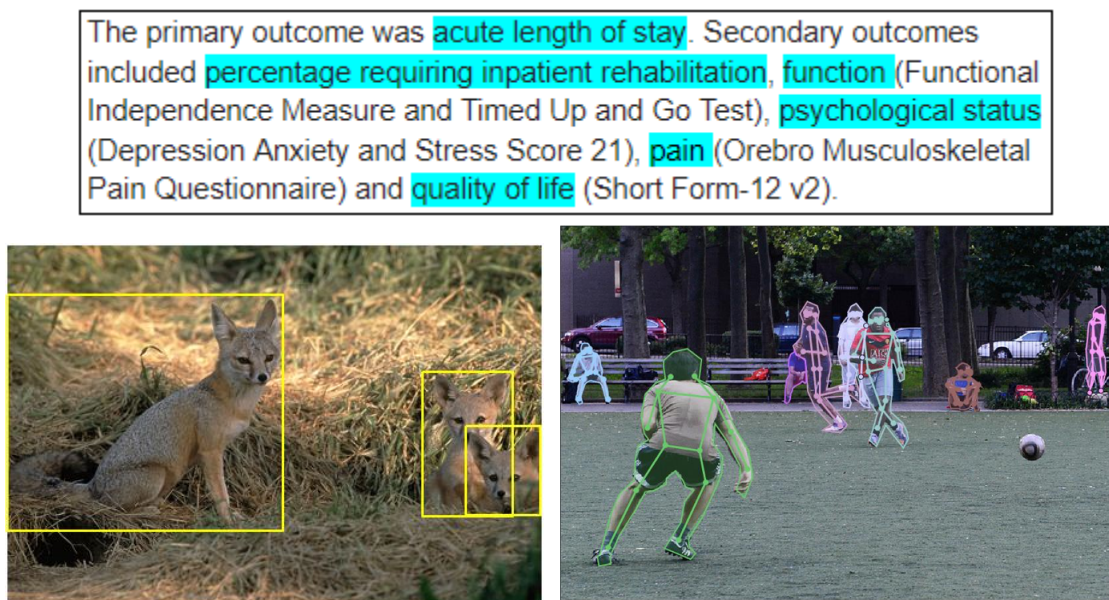 The primary outcome was acute length of stay. Secondary outcomes
included percentage requiring inpatient rehabilitation, function (Functional
Independence Measure and Timed Up and Go Test), psychological status
(Depression Anxiety and Stress Score 21), pain (Orebro Musculoskeletal
Pain Questionnaire) and quality of life (Short Form-12 v2).